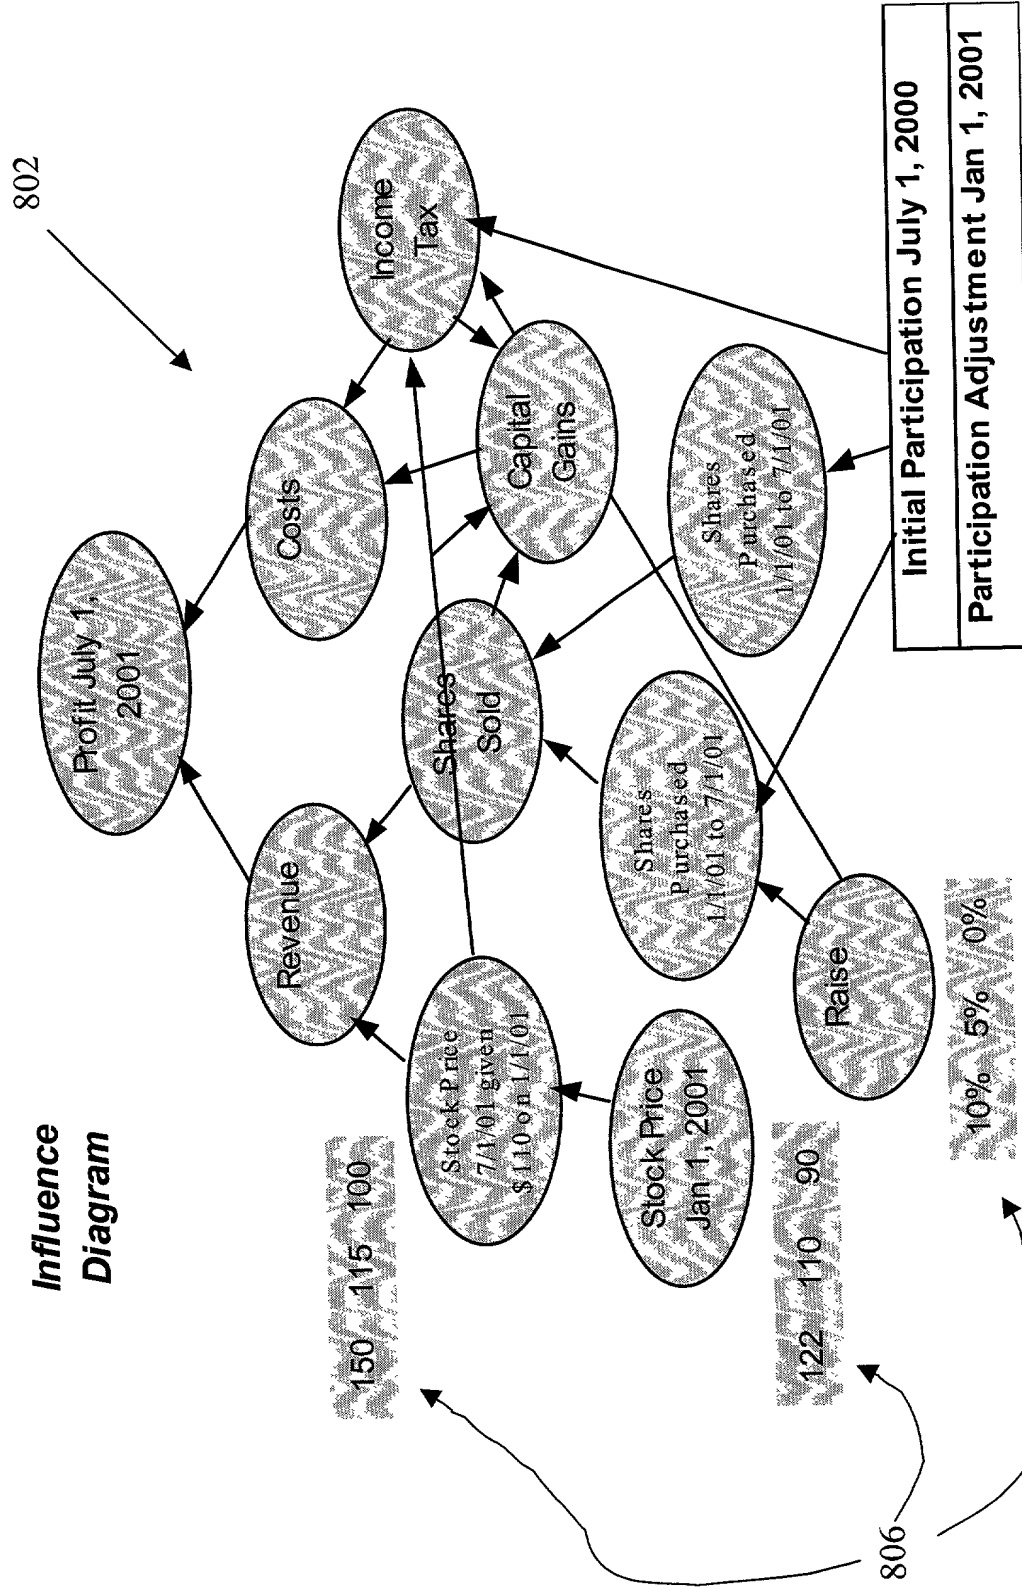 Influence
Diagram
802
Profit July 1,
2001
Revenue
Costs
150 115 100
Stock Price
7/1/01 given
$110 on 1/1/01
Shares
Sold
Capital
Gains
Income
Tax
Stock Price
Jan 1, 2001
Shares
Purchased
1/1/01 to 7/1/01
Shares
Purchased
1/1/01 to 7/1/01
122 110 90
Raise
10% 5% 0%
Initial Participation July 1, 2000
Participation Adjustment Jan 1, 2001
806